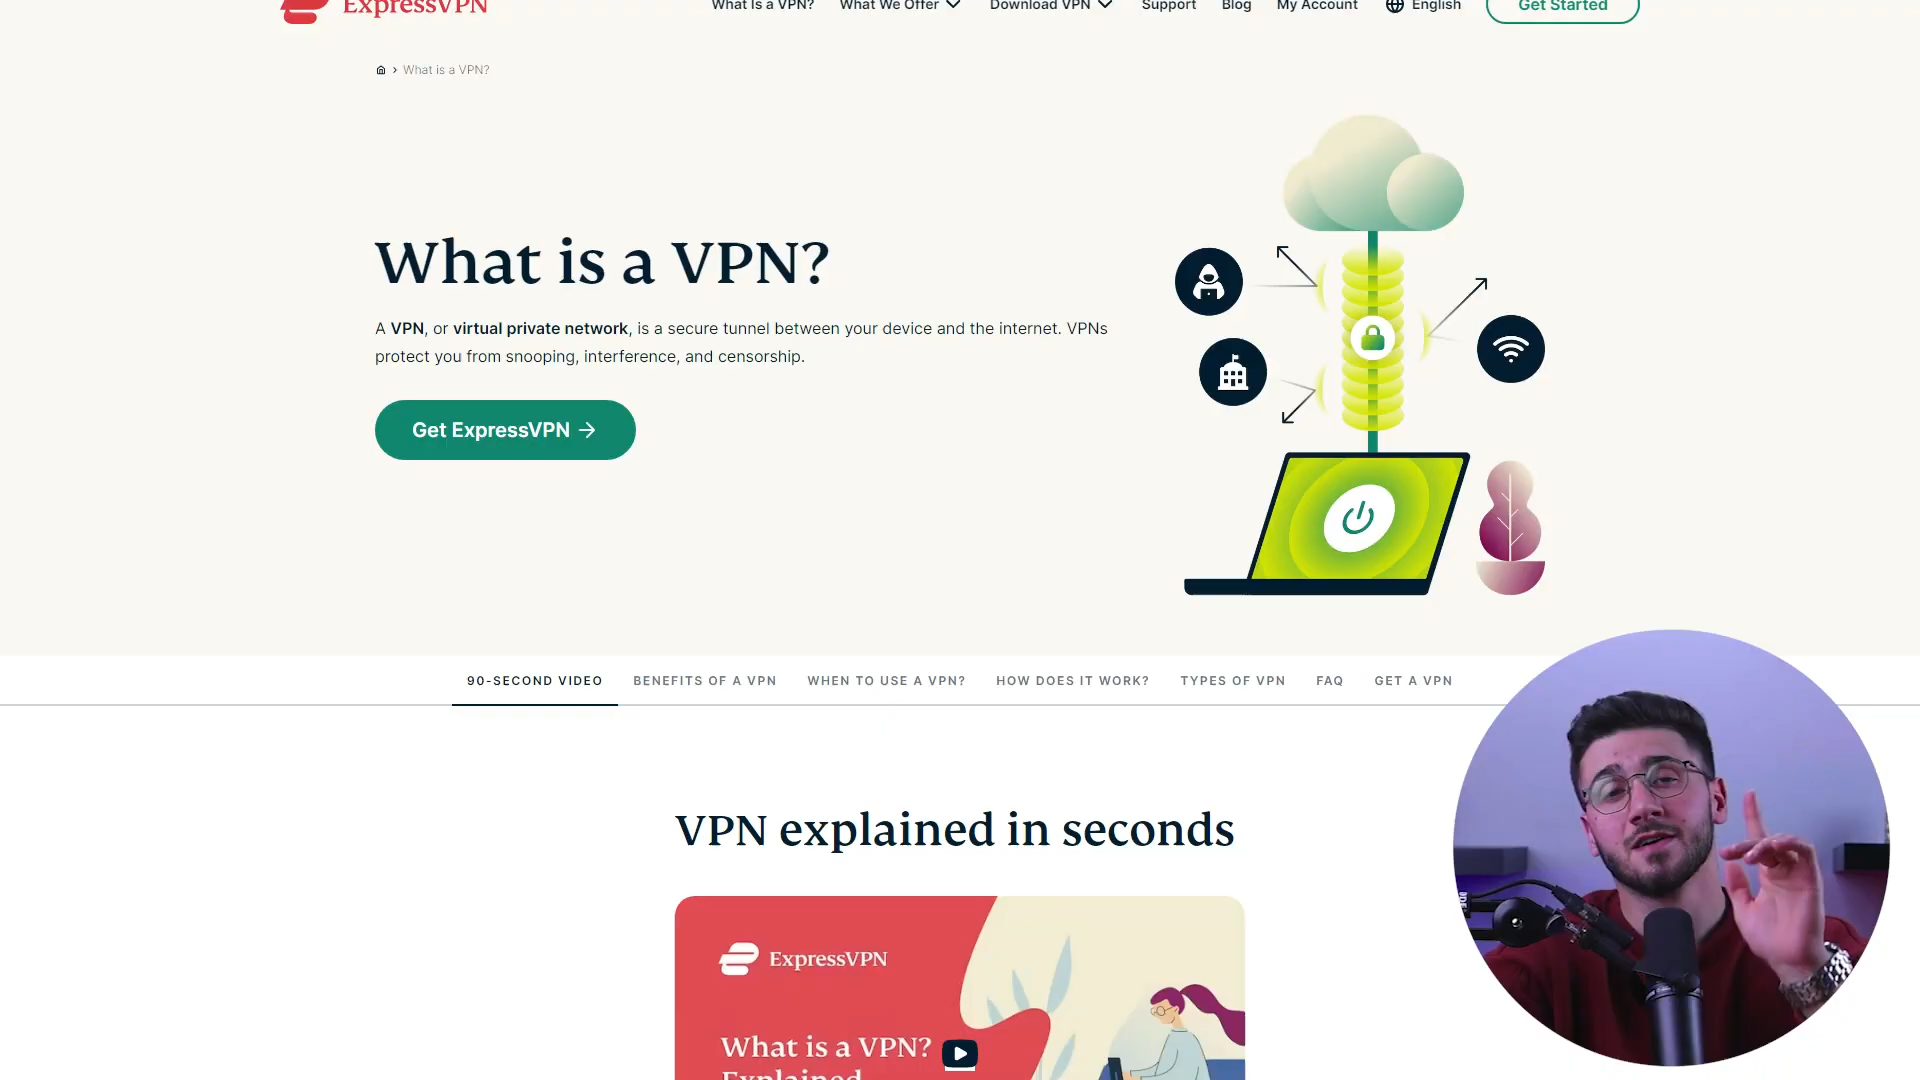 ExpressVPN
What Is a VPN?
What We Offer
Download VPN
Support
Blog
My Account
English
Get Started
What is a VPN?
What is a VPN?
A VPN, or virtual private network, is a secure tunnel between your device and the internet. VPNs
protect you from snooping, interference, and censorship.
Get ExpressVPN
90-SECOND VIDEO
BENEFITS OF A VPN
WHEN TO USE A VPN?
HOW DOES IT WORK?
TYPES OF VPN
FAQ
GET A VPN
VPN explained in seconds
ExpressVPN
What is a VPN?
Explained